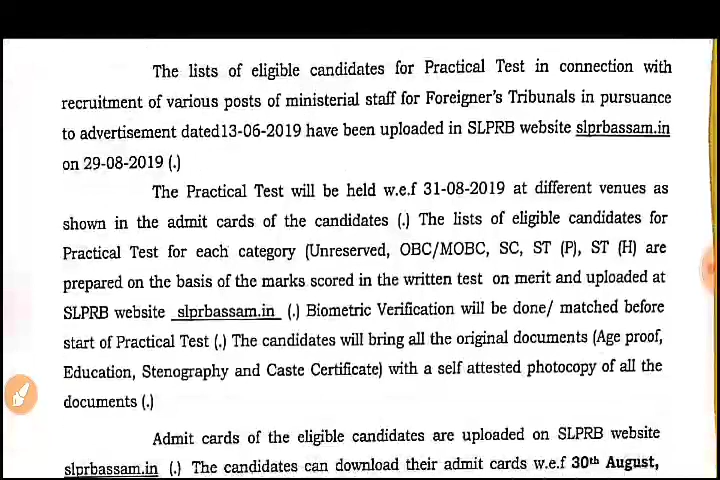 The lists of eligible candidates for Practical Test in connection with
recruitment of various posts of ministerial staff for Foreigner's Tribunals in pursuance
to advertisement dated13-06-2019 have been uploaded in SLPRB website slprbassam.in
on 29-08-2019 (.)
The Practical Test will be held w.e.f 31-08-2019 at different venues as
shown in the admit cards of the candidates (.) The lists of eligible candidates for
Practical Test for each category (Unreserved, OBC/MOBC, SC, ST (P), ST (H) are
prepared on the basis of the marks scored in the written test on merit and uploaded at
SLPRB website slprbassam.in (.) Biometric Verification will be done/ matched before
start of Practical Test (.) The candidates will bring all the original documents (Age proof,
Education, Stenography and Caste Certificate) with a self attested photocopy of all the
documents (.)
Admit cards of the eligible candidates are uploaded on SLPRB website
slprbassam.in (.) The candidates can download their admit cards w.e.f 30th August,